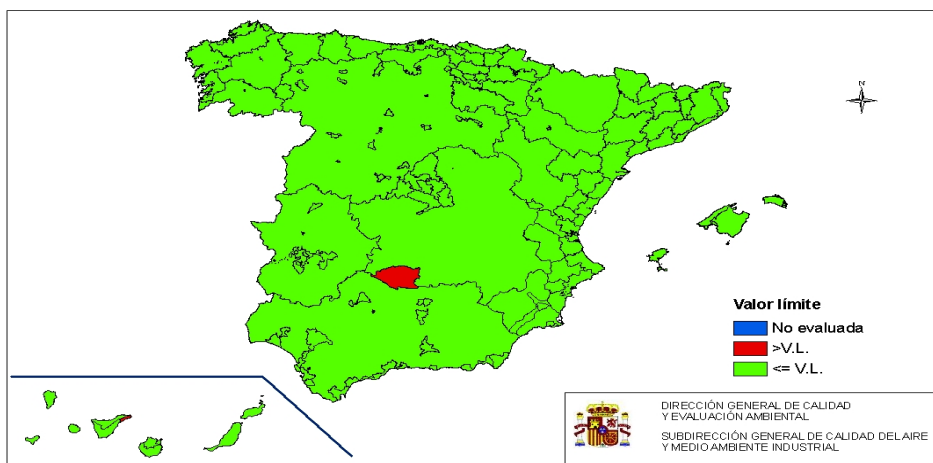 N
Valor límite
No evaluada
>V.L.
<= V.L.
DIRECCIÓN GENERAL DE CALIDAD
Y EVALUACIÓN AMBIENTAL
SUBDIRECCIÓN GENERAL DE CALIDAD DEL AIRE
Y MEDIO AMBIENTE INDUSTRIAL